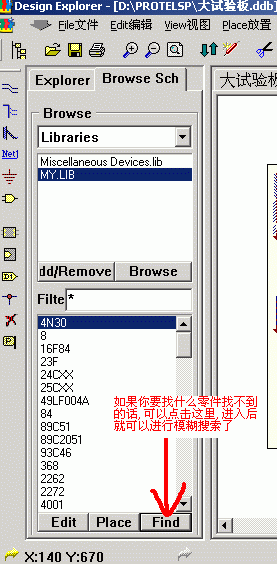 Design Explorer - [D:\PROTELSP\大试验板.ddb]
File文件 Edit编辑 View视图 Place放置
Explorer Browse Sch
大试验板
Browse
Libraries
Miscellaneous Devices.lib
MY.LIB
dd/Remove Browse
Filte *
4N30
8
16F84
23F
24CXX
25CXX
49LF004A
84
89C51
89C2051
93C46
368
2262
2272
4001
如果你要找什么零件找不到
的话,可以点击这里,进入后
就可以进行模糊搜索了
Edit Place Find
Net1
D1
X:140 Y:670